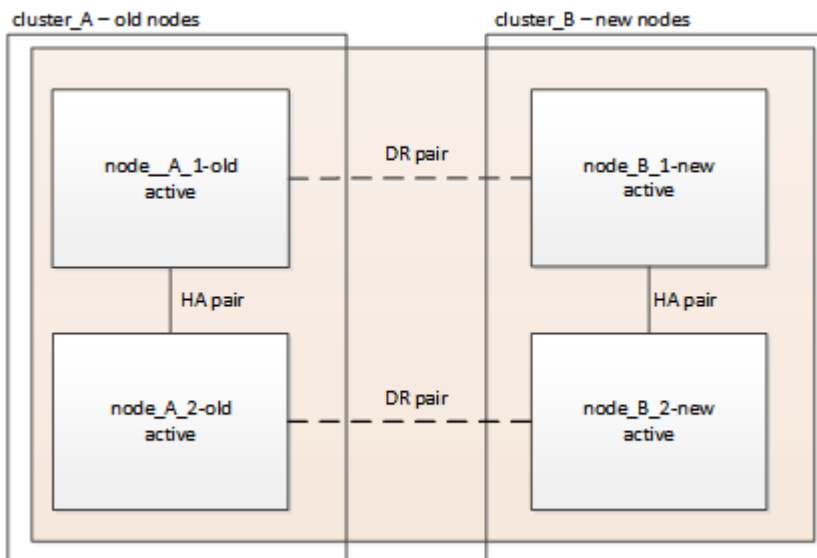 cluster_A – old nodes
cluster_B – new nodes
node__A_1-old
active
DR pair
node_B_1-new
active
HA pair
HA pair
node_A_2-old
active
DR pair
node_B_2-new
active